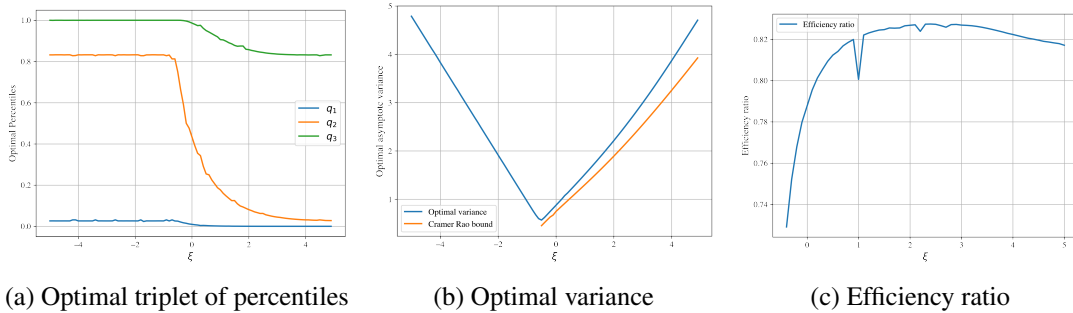 1.0
0.8
0.6
0.4
0.2
0.0
Optimal Percentiles
q₁
q₂
q₃
−4 −2 0 2 4
ξ
5
4
3
2
1
Optimal asymptote variance
Optimal variance
Cramer Rao bound
−4 −2 0 2 4
ξ
0.82
0.80
0.78
0.76
0.74
Efficiency ratio
Efficiency ratio
0 1 2 3 4 5
ξ
(a) Optimal triplet of percentiles
(b) Optimal variance
(c) Efficiency ratio